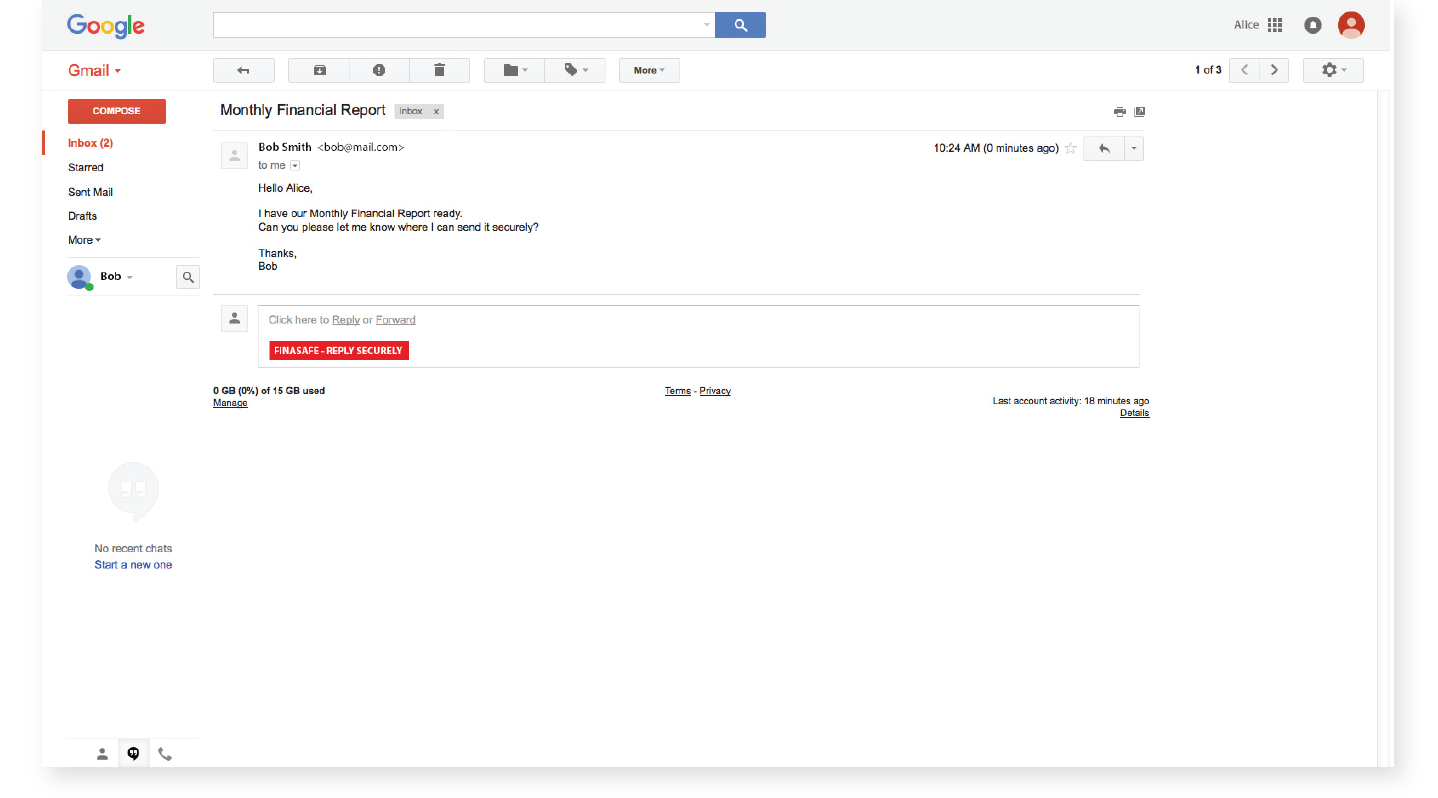 Google
Alice
Gmail
More
1 of 3
COMPOSE
Inbox (2)
Starred
Sent Mail
Drafts
More
Bob
Monthly Financial Report Inbox x
Bob Smith <bob@mail.com>
10:24 AM (0 minutes ago)
to me
Hello Alice,
I have our Monthly Financial Report ready.
Can you please let me know where I can send it securely?
Thanks,
Bob
Click here to Reply or Forward
FINASAFE - REPLY SECURELY
0 GB (0%) of 15 GB used
Manage
Terms - Privacy
Last account activity: 18 minutes ago
Details
No recent chats
Start a new one